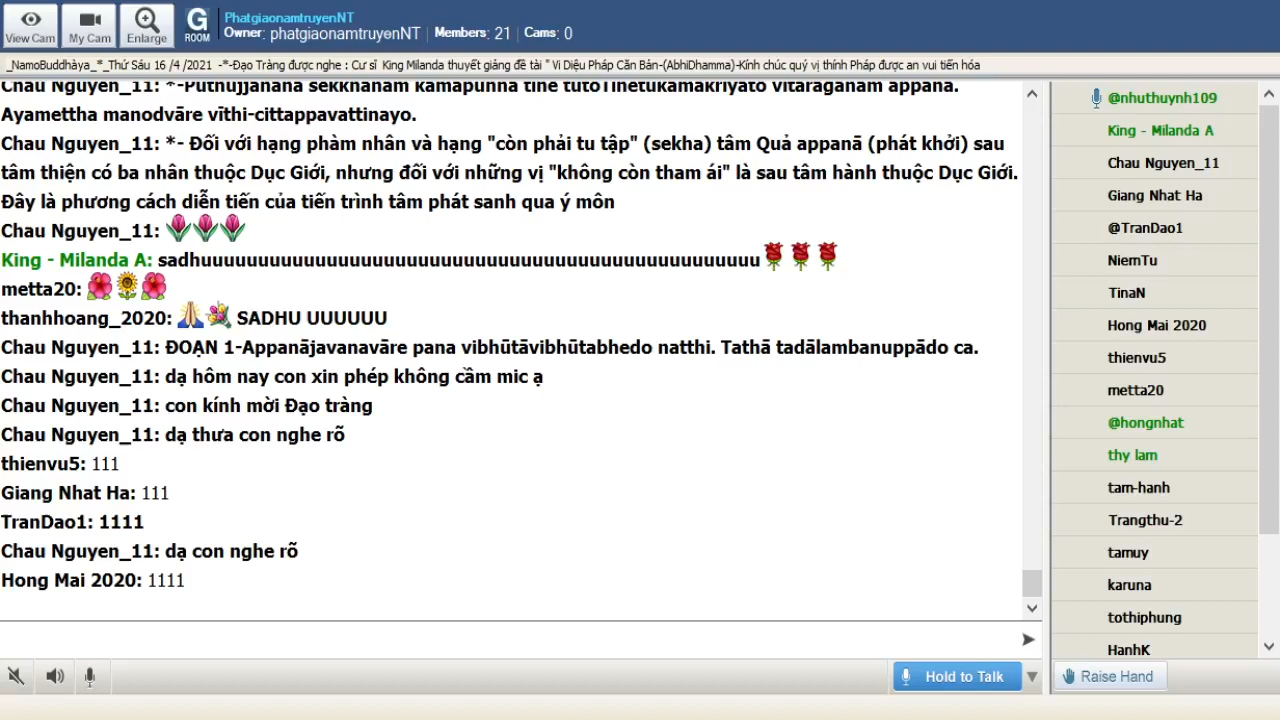 View Cam
My Cam
Enlarge
G
ROOM
PhatgiaonamtruyenNT
Owner: phatgiaonamtruyenNT | Members: 21 | Cams: 0
_NamoBuddhàya_*_Thứ Sáu 16 /4 /2021 -*-Đạo Tràng được nghe : Cư sĩ King Milanda thuyết giảng đề tài " Vi Diệu Pháp Căn Bản-(AbhiDhamma)-Kính chúc quý vị thính Pháp được an vui tiến hóa
Chau Nguyen_11: *-Puthujjanāna sekkhānam kāmapuñña tihe tutoTihetukāmakriyato vītarāgānam appanā.
Ayamettha manodvāre vīthi-cittappavattinayo.
Chau Nguyen_11: *- Đối với hạng phàm nhân và hạng "còn phải tu tập" (sekha) tâm Quả appanā (phát khởi) sau
tâm thiện có ba nhân thuộc Dục Giới, nhưng đối với những vị "không còn tham ái" là sau tâm hành thuộc Dục Giới.
Đây là phương cách diễn tiến của tiến trình tâm phát sanh qua ý môn
Chau Nguyen_11:
King - Milanda A: sadhuuuuuuuuuuuuuuuuuuuuuuuuuuuuuuuuuuuuuuuuuuuuuuuuu
metta20:
thanhhoang_2020: SADHU UUUUUU
Chau Nguyen_11: ĐOẠN 1-Appanājavanavāre pana vibhūtāvibhūtabhedo natthi. Tathā tadālambanuppādo ca.
Chau Nguyen_11: dạ hôm nay con xin phép không cầm mic ạ
Chau Nguyen_11: con kính mời Đạo tràng
Chau Nguyen_11: dạ thưa con nghe rõ
thienvu5: 111
Giang Nhat Ha: 111
TranDao1: 1111
Chau Nguyen_11: dạ con nghe rõ
Hong Mai 2020: 1111
Hold to Talk
@nhuthuynh109
King - Milanda A
Chau Nguyen_11
Giang Nhat Ha
@TranDao1
NiemTu
TinaN
Hong Mai 2020
thienvu5
metta20
@hongnhat
thy lam
tam-hanh
Trangthu-2
tamuy
karuna
tothiphung
HanhK
Raise Hand